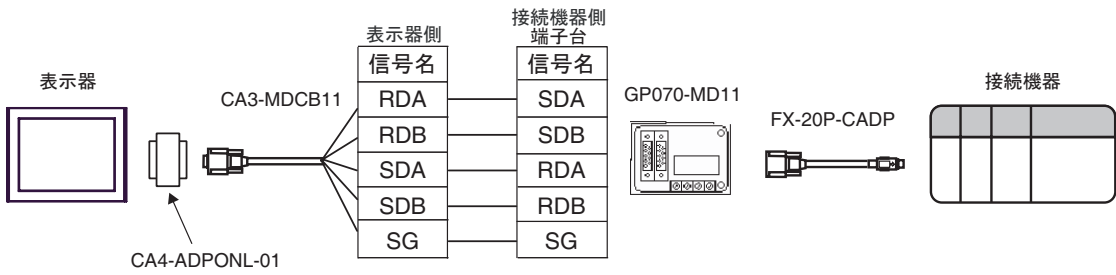 表示器
CA4-ADPONL-01
CA3-MDCB11
表示器側
信号名
RDA
RDB
SDA
SDB
SG
接続機器側
端子台
信号名
SDA
SDB
RDA
RDB
SG
GP070-MD11
FX-20P-CADP
接続機器